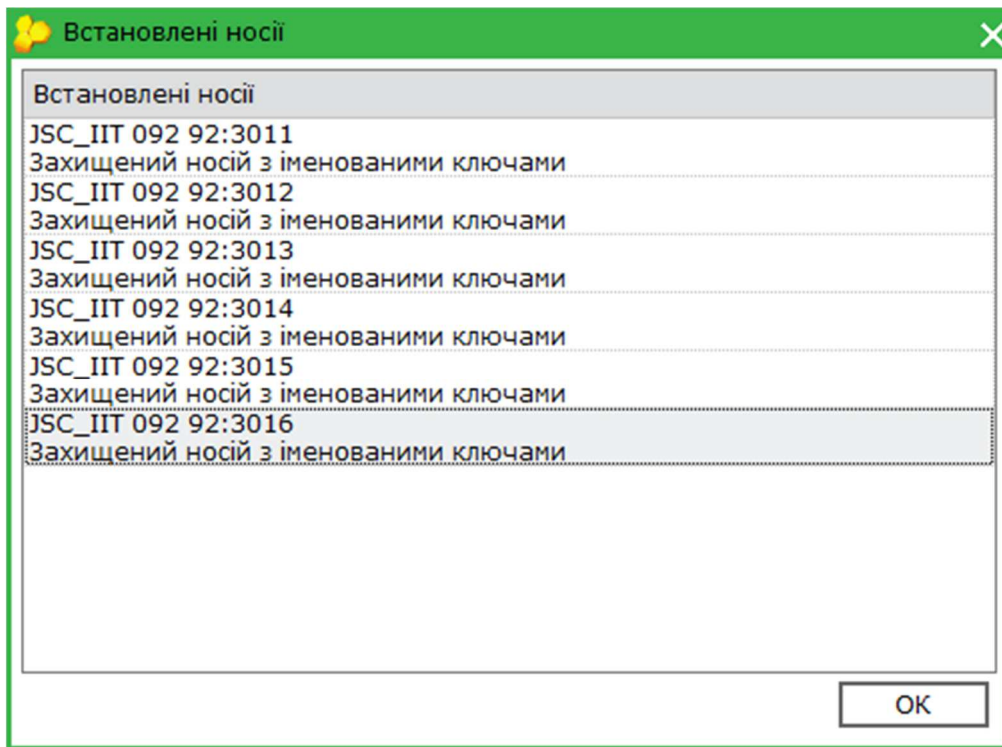 Встановлені носії
Встановлені носії
JSC_IIT 092 92:3011
Захищений носій з іменованими ключами
JSC_IIT 092 92:3012
Захищений носій з іменованими ключами
JSC_IIT 092 92:3013
Захищений носій з іменованими ключами
JSC_IIT 092 92:3014
Захищений носій з іменованими ключами
JSC_IIT 092 92:3015
Захищений носій з іменованими ключами
JSC_IIT 092 92:3016
Захищений носій з іменованими ключами
ОК